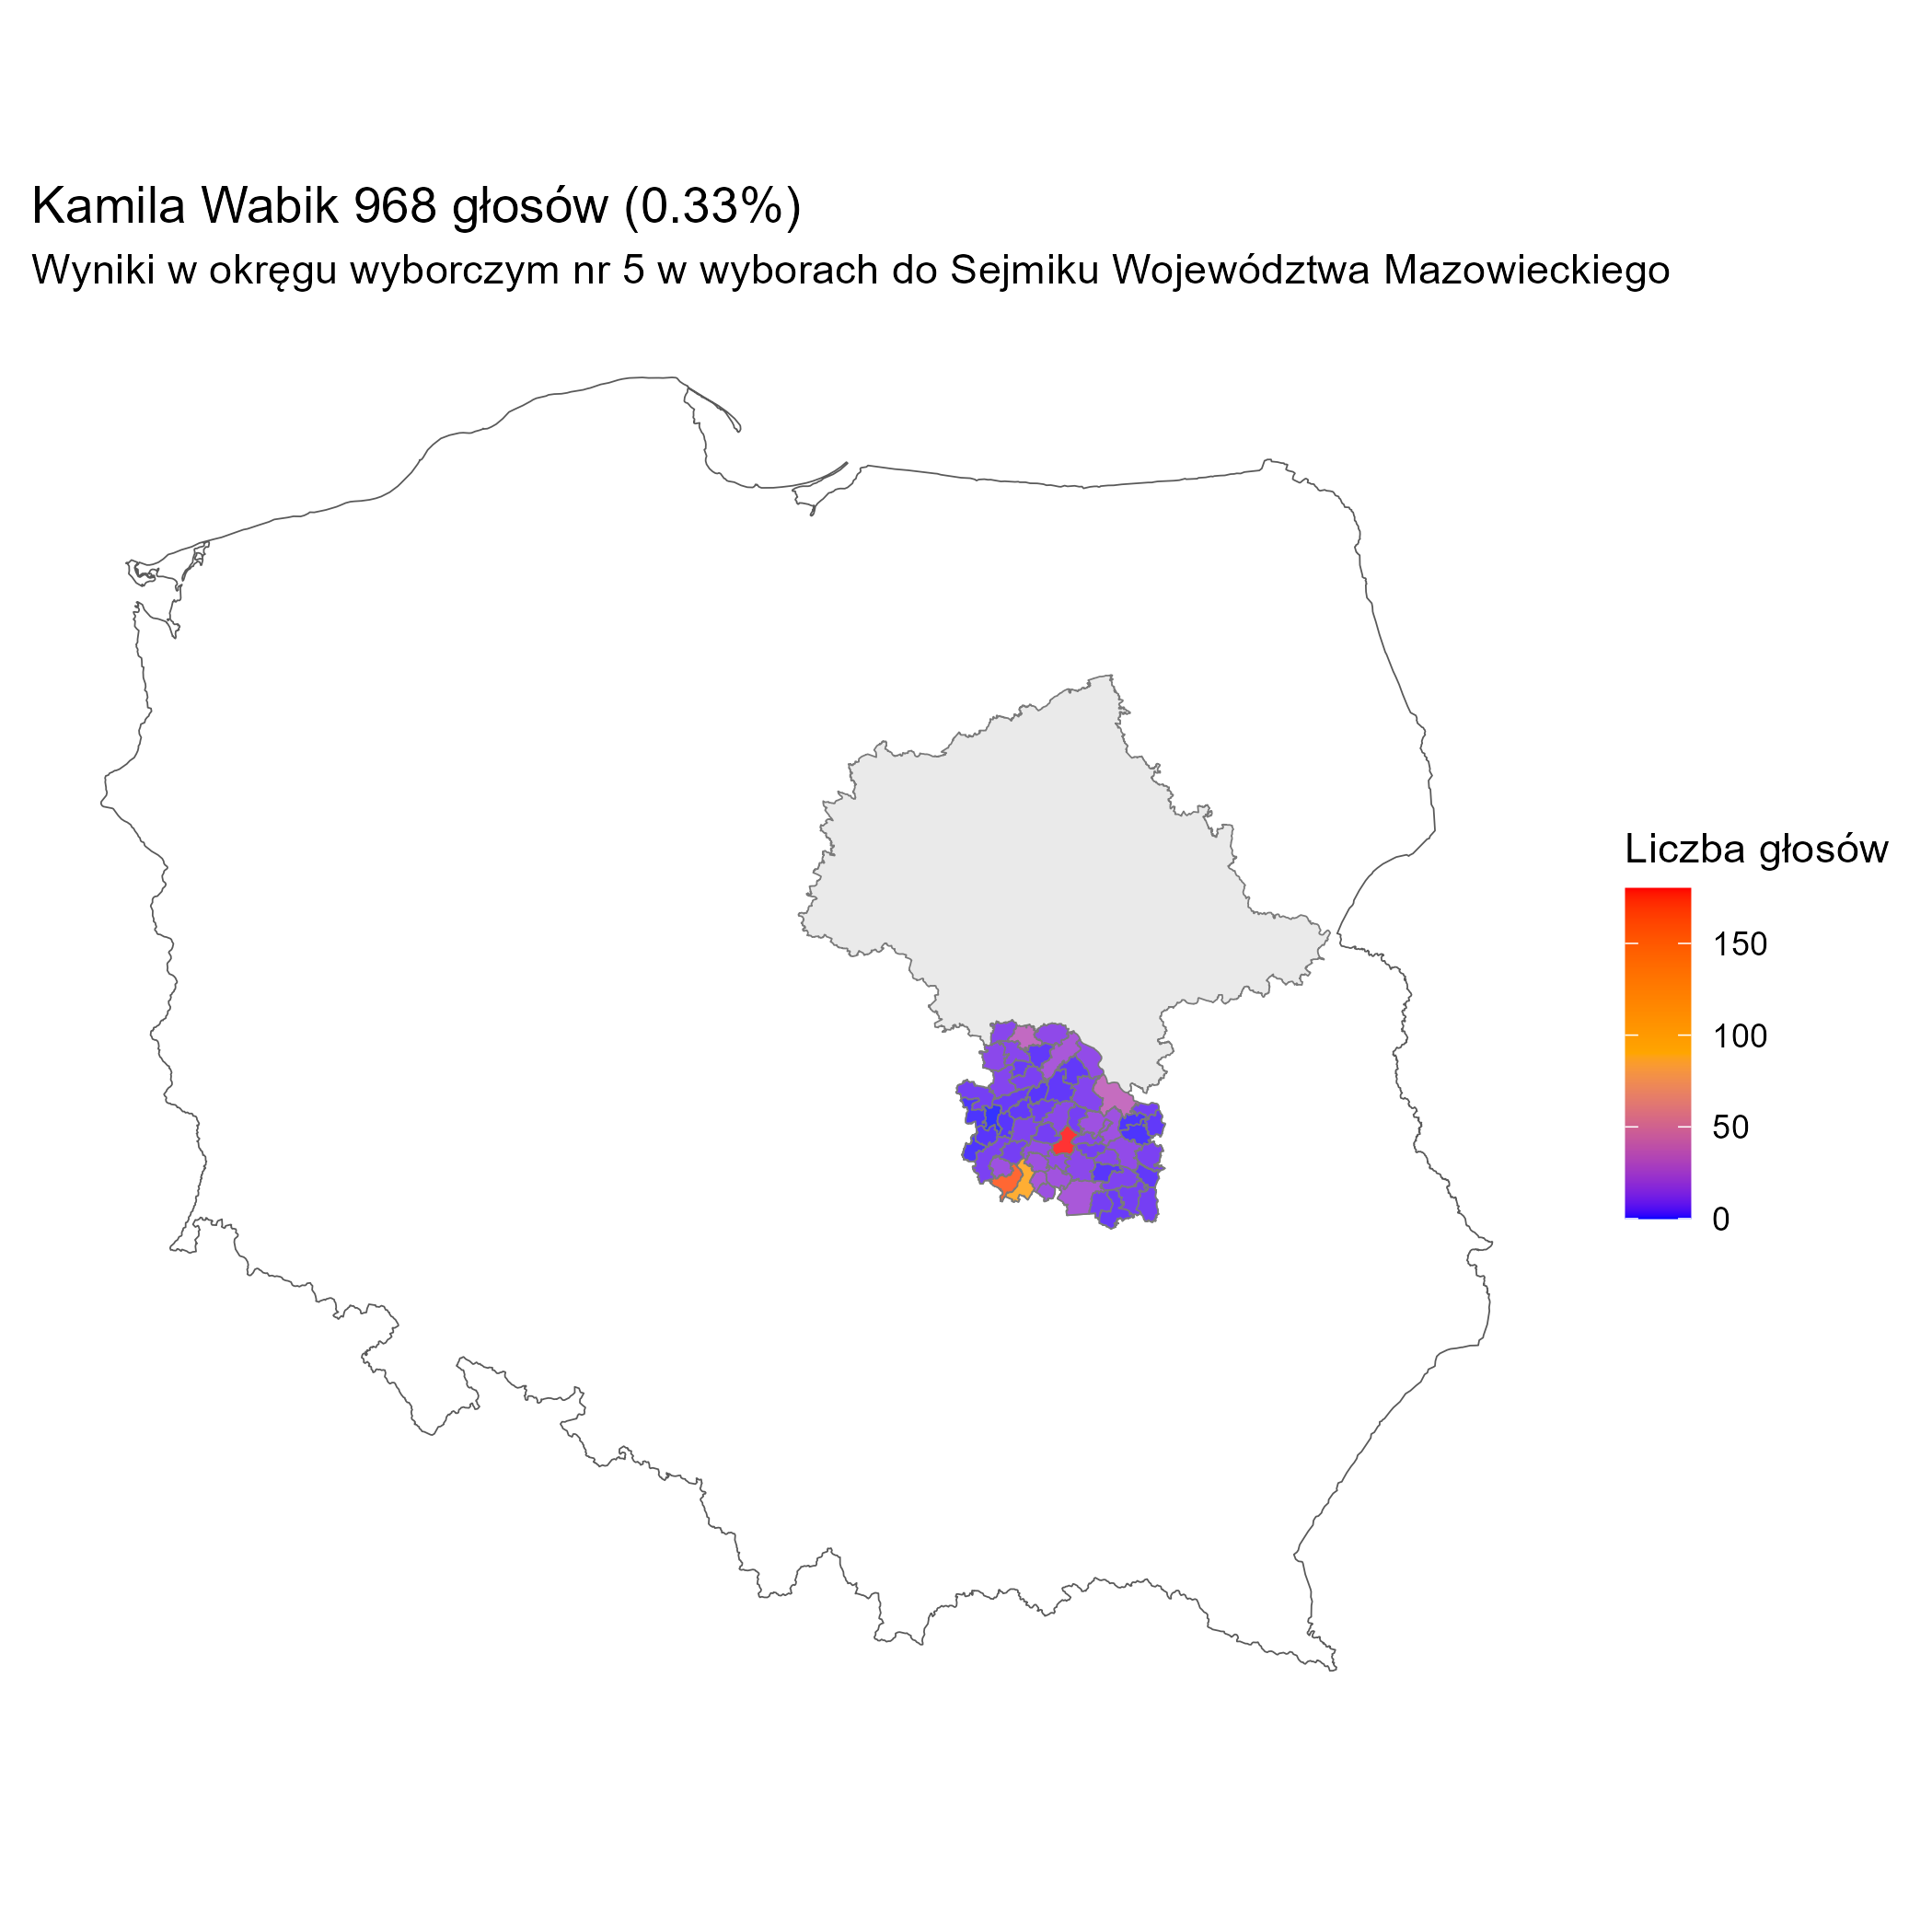 Kamila Wabik 968 głosów (0.33%)
Wyniki w okręgu wyborczym nr 5 w wyborach do Sejmiku Województwa Mazowieckiego
Liczba głosów
150
100
50
0